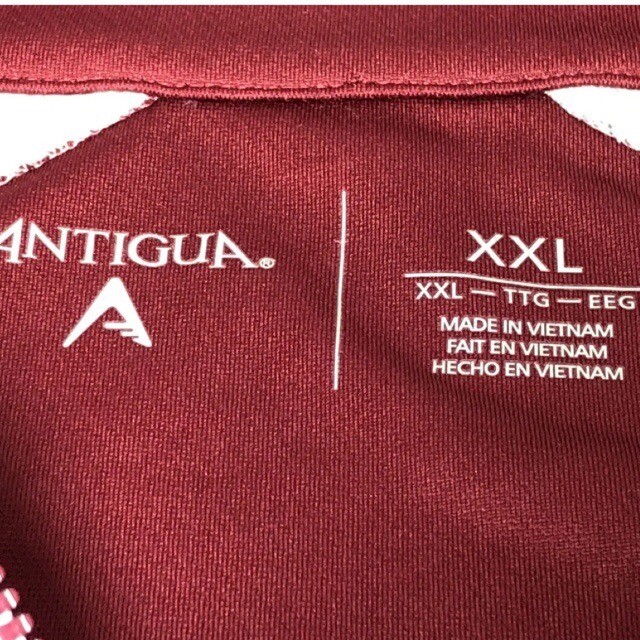 ANTIGUA®
XXL
XXL — TTG — EEG
MADE IN VIETNAM
FAIT EN VIETNAM
HECHO EN VIETNAM